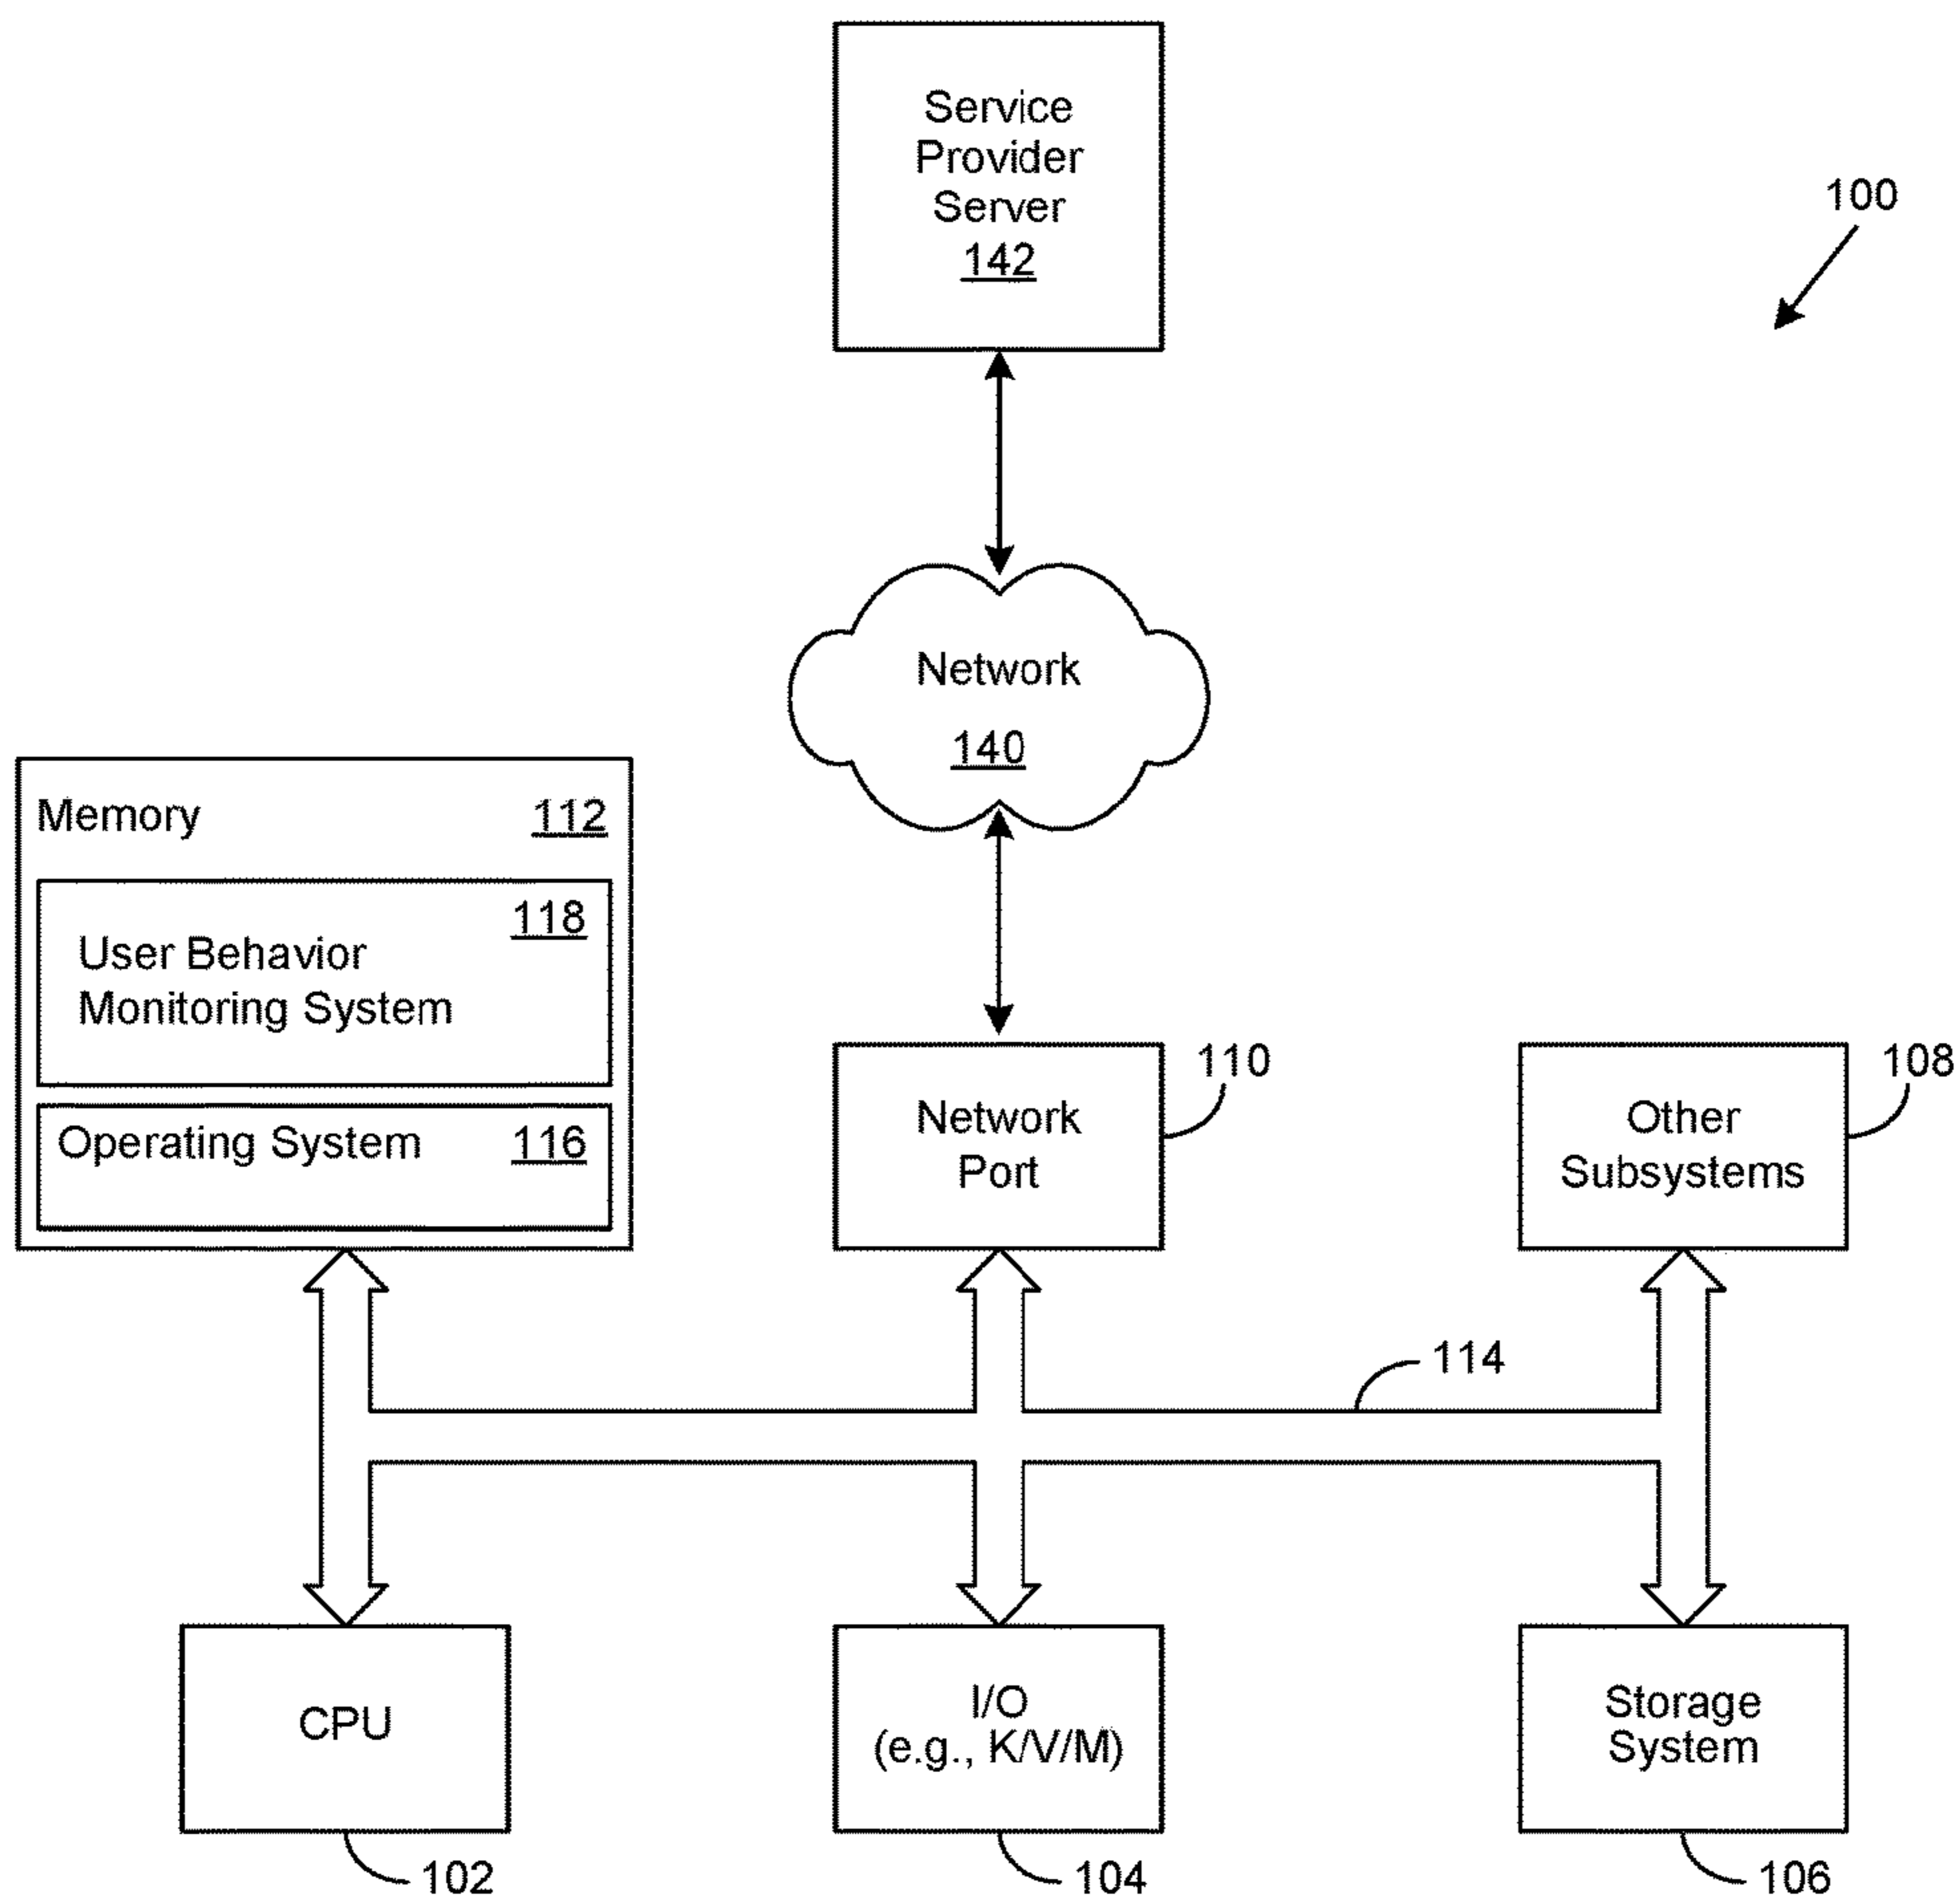 Service
Provider
Server
142
100
Network
140
Memory 112
118
User Behavior
Monitoring System
Operating System 116
Network
Port
110
Other
Subsystems
108
114
CPU
102
I/O
(e.g., K/V/M)
104
Storage
System
106